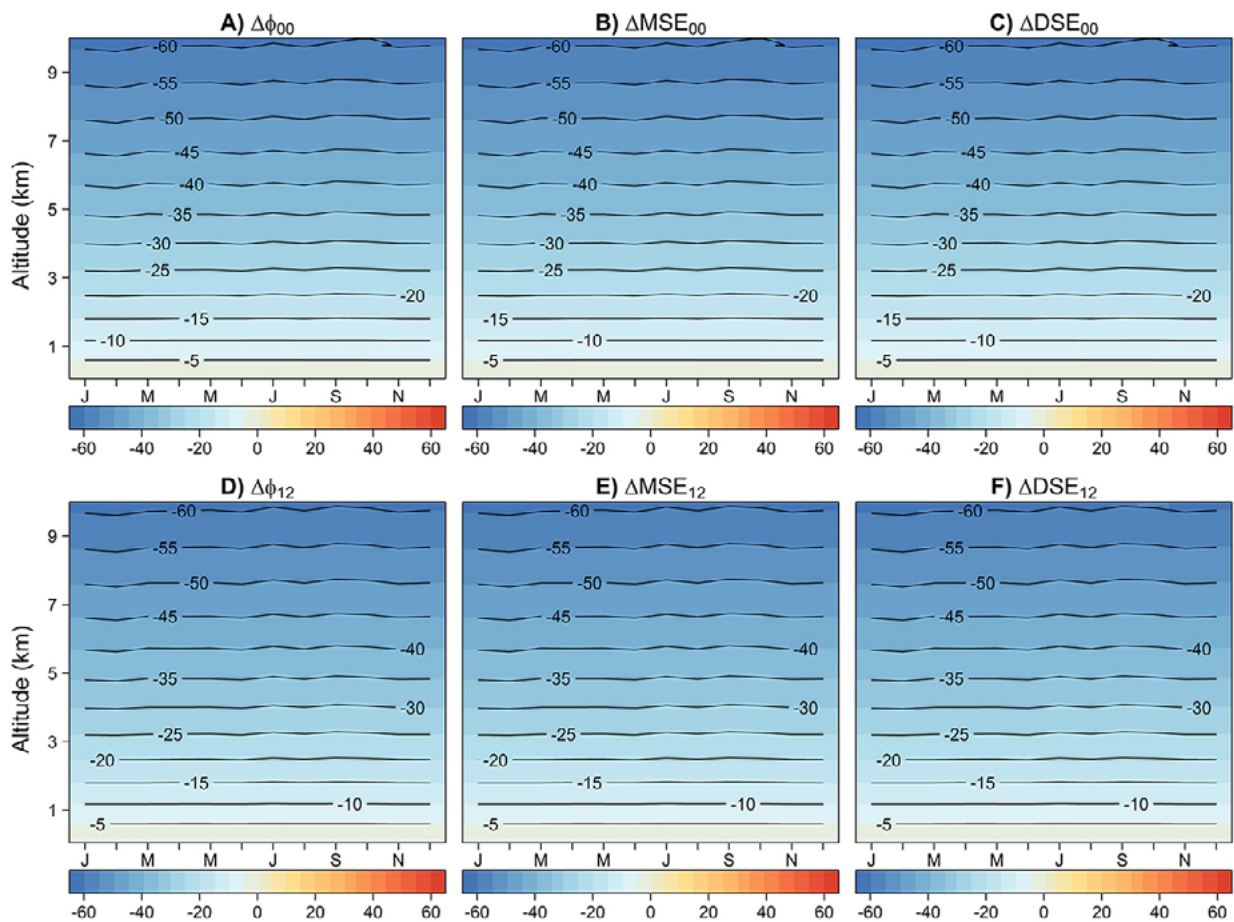 A) Δϕ00 B) ΔMSE00 C) ΔDSE00
Altitude (km)
9 -60 -60 -60
-55 -55 -55
-50 -50 -50
7 -45 -45 -45
-40 -40 -40
5 -35 -35 -35
-30 -30 -30
3 -25 -25 -25
-20 -20 -20
-15 -15 -15
1 -10 -10 -10
-5 -5 -5
J M M J S N J M M J S N J M M J S N
-60 -40 -20 0 20 40 60 -60 -40 -20 0 20 40 60 -60 -40 -20 0 20 40 60
D) Δϕ12 E) ΔMSE12 F) ΔDSE12
Altitude (km)
9 -60 -60 -60
-55 -55 -55
-50 -50 -50
7 -45 -45 -45
-40 -40 -40
5 -35 -35 -35
-30 -30 -30
3 -25 -25 -25
-20 -20 -20
-15 -15 -15
1 -10 -10 -10
-5 -5 -5
J M M J S N J M M J S N J M M J S N
-60 -40 -20 0 20 40 60 -60 -40 -20 0 20 40 60 -60 -40 -20 0 20 40 60